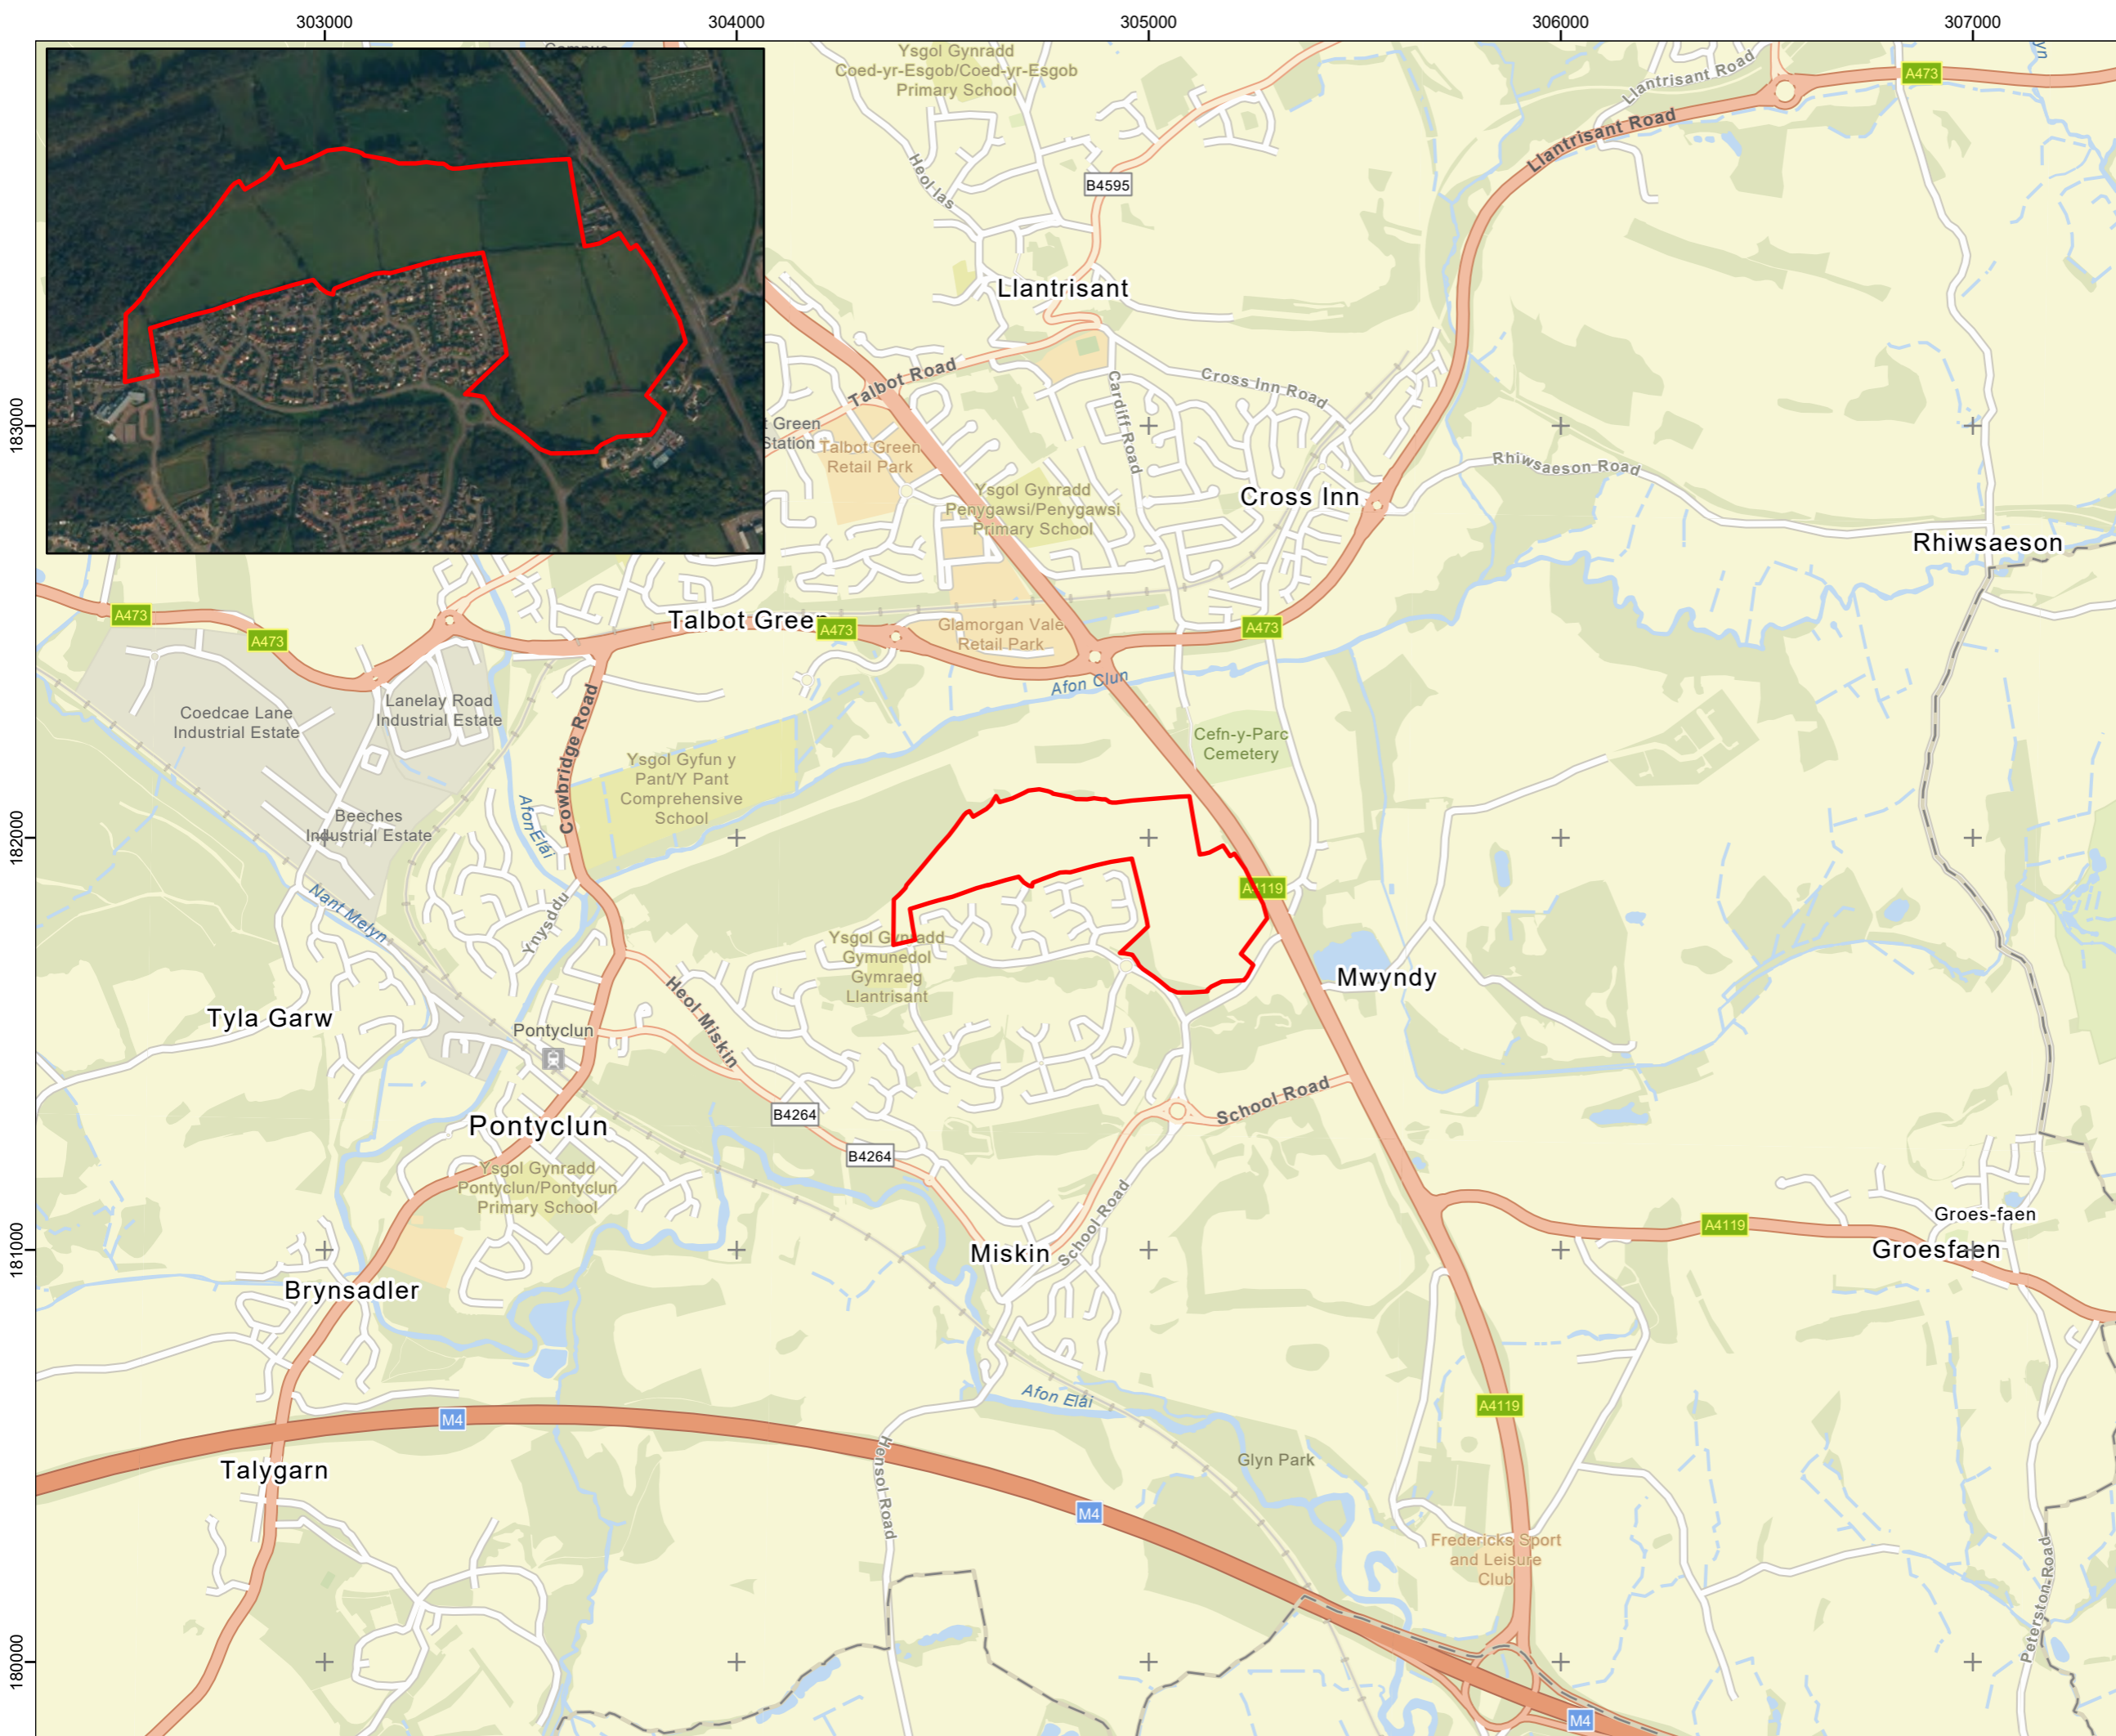 303000
304000
305000
306000
307000
183000
182000
181000
180000
Ysgol Gynradd
Coed-yr-Esgob/Coed-yr-Esgob
Primary School
Llantrisant Road
A473
Llantrisant Road
Heol las
B4595
Llantrisant
Talbot Road
Cross Inn Road
Cardiff Road
t Green
Station
Talbot Green
Retail Park
Ysgol Gynradd
Penygawsi/Penygawsi
Primary School
Cross Inn
Rhiwsaeson Road
Rhiwsaeson
A473
A473
Talbot Green
A473
Glamorgan Vale
Retail Park
A473
Afon Clun
Coedcae Lane
Industrial Estate
Lanelay Road
Industrial Estate
Cowbridge Road
Cefn-y-Parc
Cemetery
Ysgol Gyfun y
Pant/Y Pant
Comprehensive
School
Beeches
Industrial Estate
Afon Elái
Nant Melyn
Ynysddu
A4119
Ysgol Gynradd
Gymunedol
Gymraeg
Llantrisant
Mwyndy
Heol Miskin
Tyla Garw
Pontyclun
School Road
B4264
Pontyclun
B4264
Ysgol Gynradd
Pontyclun/Pontyclun
Primary School
School Road
Miskin
A4119
Groes-faen
Groesfaen
Brynsadler
Afon Elái
M4
A4119
Hensol Road
Glyn Park
Talygarn
M4
Fredericks Sport
and Leisure
Club
Peterston Road
M4